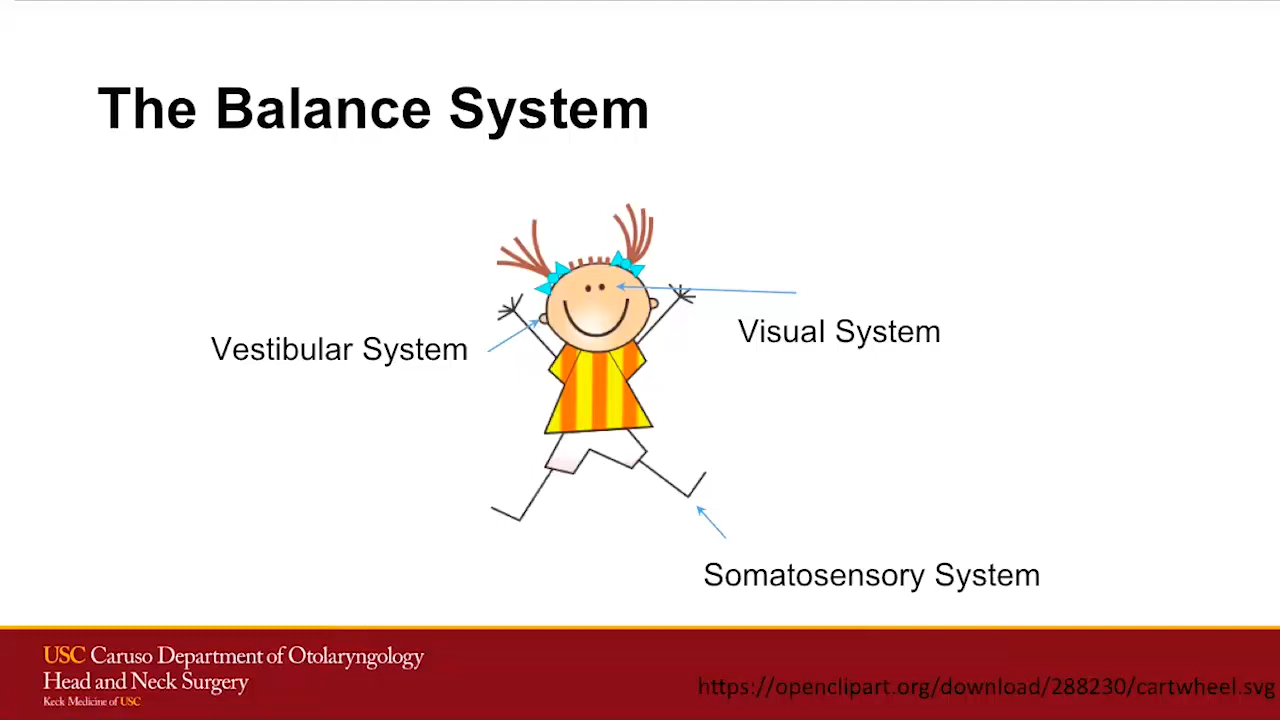 The Balance System
Vestibular System
Visual System
Somatosensory System
USC Caruso Department of Otolaryngology
Head and Neck Surgery
Keck Medicine of USC
https://openclipart.org/download/288230/cartwheel.svg